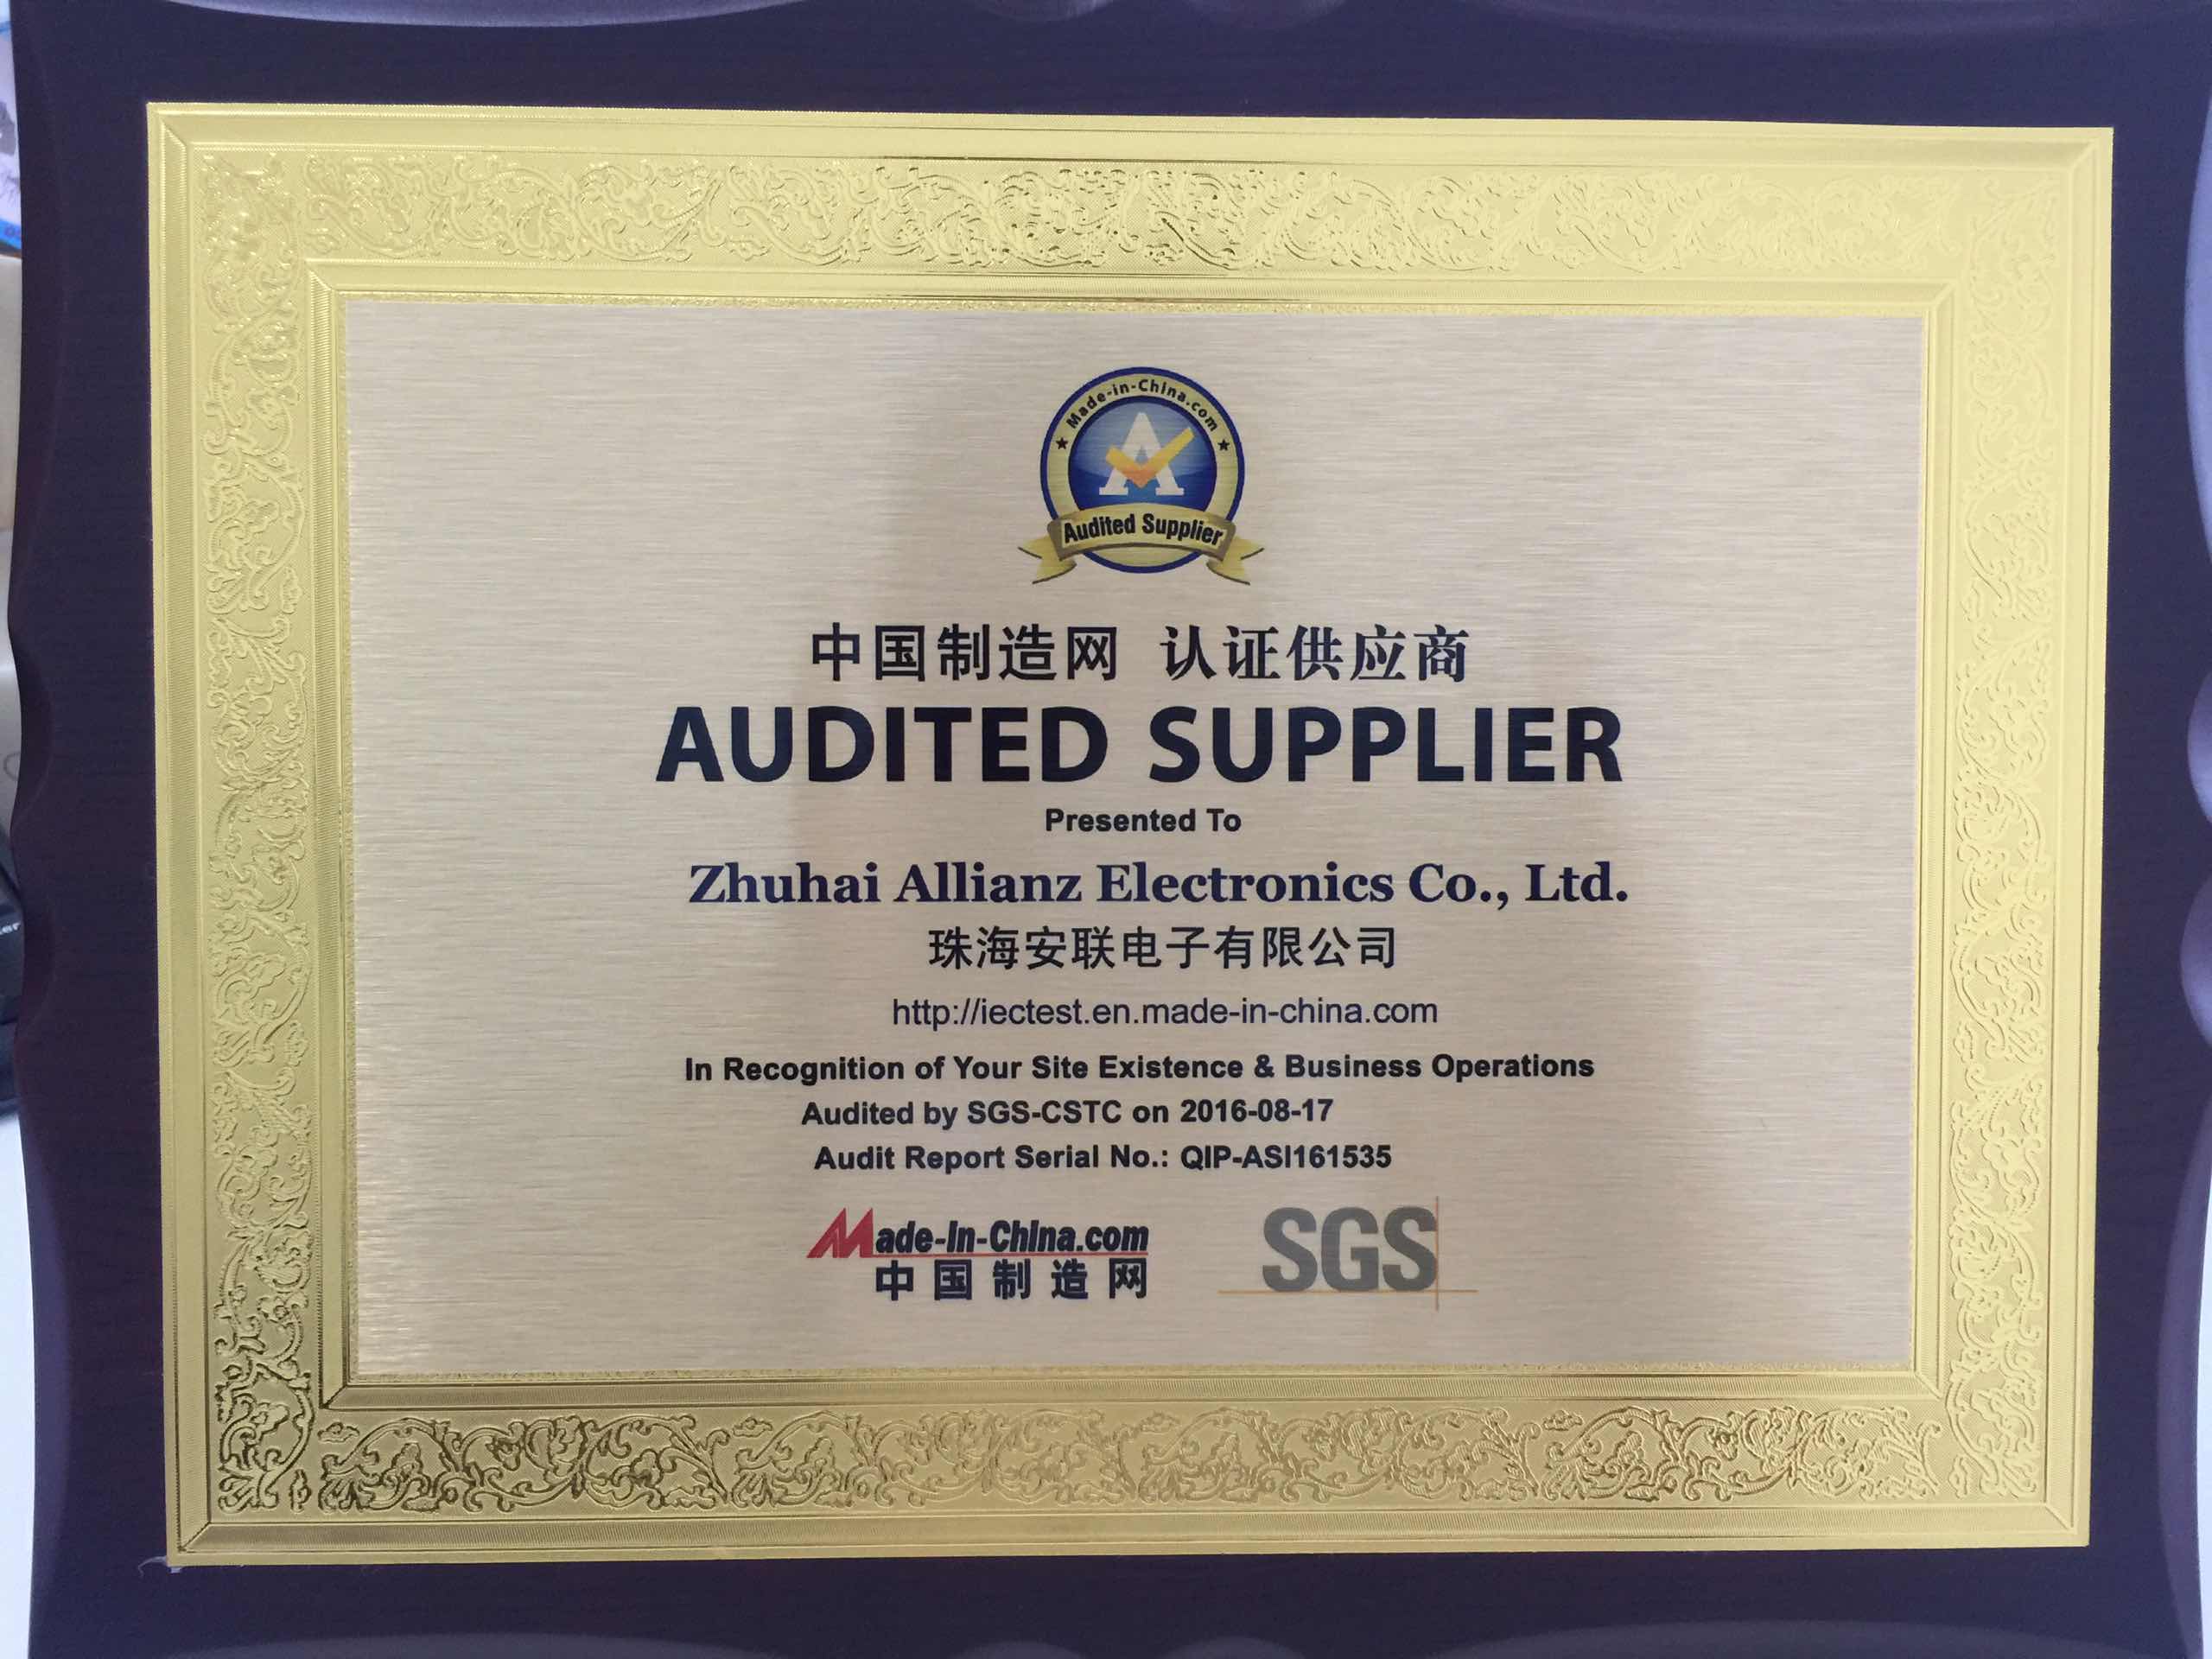 Made-in-China.com
A
Audited Supplier
中国制造网 认证供应商
AUDITED SUPPLIER
Presented To
Zhuhai Allianz Electronics Co., Ltd.
珠海安联电子有限公司
http://iectest.en.made-in-china.com
In Recognition of Your Site Existence & Business Operations
Audited by SGS-CSTC on 2016-08-17
Audit Report Serial No.: QIP-ASI161535
Made-In-China.com
中国制造网
SGS